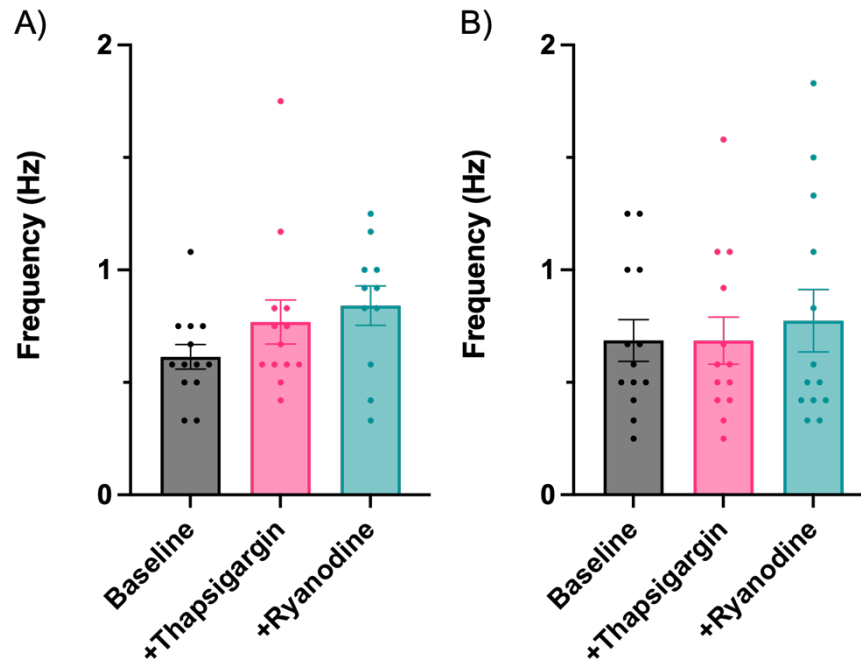 A)
Frequency (Hz)
2
1
0
Baseline
+Thapsigargin
+Ryanodine
B)
Frequency (Hz)
2
1
0
Baseline
+Thapsigargin
+Ryanodine